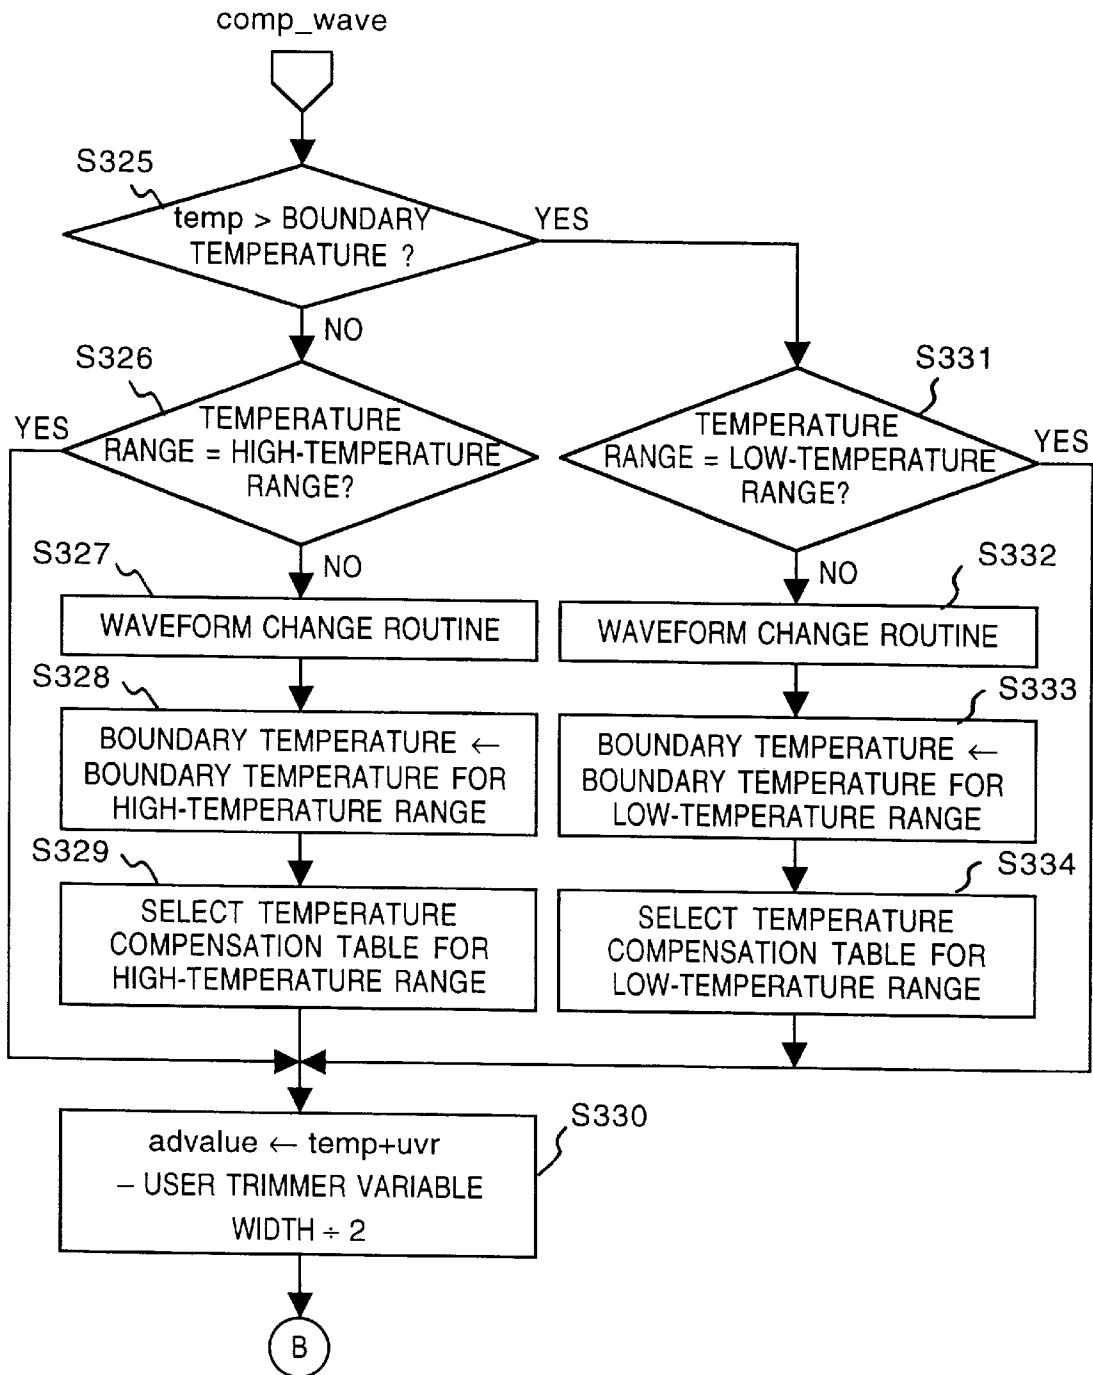 comp_wave
S325
temp > BOUNDARY
TEMPERATURE ?
YES
NO
S326
YES
TEMPERATURE
RANGE = HIGH-TEMPERATURE
RANGE?
S331
TEMPERATURE
RANGE = LOW-TEMPERATURE
RANGE?
YES
NO
NO
S327
WAVEFORM CHANGE ROUTINE
S332
WAVEFORM CHANGE ROUTINE
S328
BOUNDARY TEMPERATURE ←
BOUNDARY TEMPERATURE FOR
HIGH-TEMPERATURE RANGE
S333
BOUNDARY TEMPERATURE ←
BOUNDARY TEMPERATURE FOR
LOW-TEMPERATURE RANGE
S329
SELECT TEMPERATURE
COMPENSATION TABLE FOR
HIGH-TEMPERATURE RANGE
S334
SELECT TEMPERATURE
COMPENSATION TABLE FOR
LOW-TEMPERATURE RANGE
S330
advalue ← temp+uvr
– USER TRIMMER VARIABLE
WIDTH ÷ 2
B